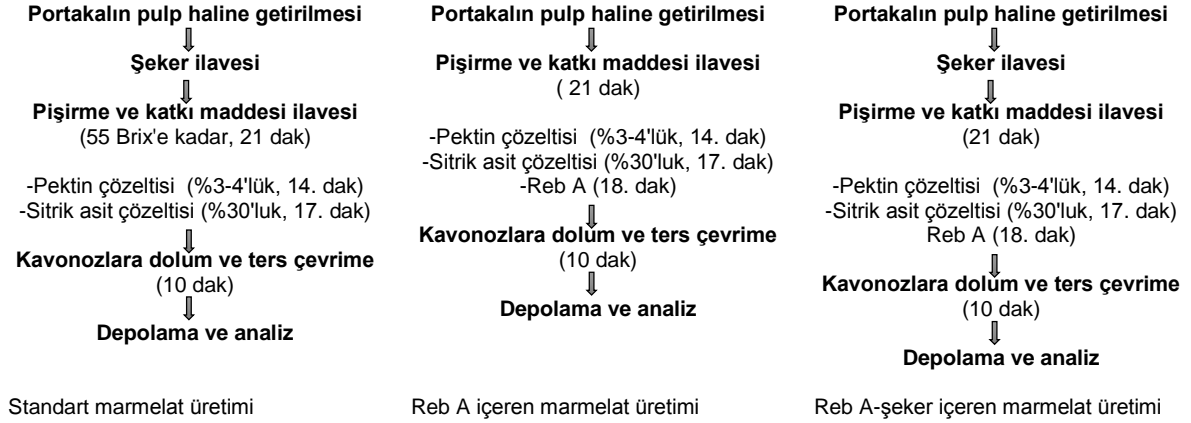 Portakalın pulp haline getirilmesi
Şeker ilavesi
Pişirme ve katkı maddesi ilavesi
(55 Brix'e kadar, 21 dak)
-Pektin çözeltisi (%3-4'lük, 14. dak)
-Sitrik asit çözeltisi (%30'luk, 17. dak)
Kavonozlara dolum ve ters çevrime
(10 dak)
Depolama ve analiz
Standart marmelat üretimi
Portakalın pulp haline getirilmesi
Pişirme ve katkı maddesi ilavesi
( 21 dak)
-Pektin çözeltisi (%3-4'lük, 14. dak)
-Sitrik asit çözeltisi (%30'luk, 17. dak)
-Reb A (18. dak)
Kavonozlara dolum ve ters çevrime
(10 dak)
Depolama ve analiz
Reb A içeren marmelat üretimi
Portakalın pulp haline getirilmesi
Şeker ilavesi
Pişirme ve katkı maddesi ilavesi
(21 dak)
-Pektin çözeltisi (%3-4'lük, 14. dak)
-Sitrik asit çözeltisi (%30'luk, 17. dak)
Reb A (18. dak)
Kavonozlara dolum ve ters çevrime
(10 dak)
Depolama ve analiz
Reb A-şeker içeren marmelat üretimi